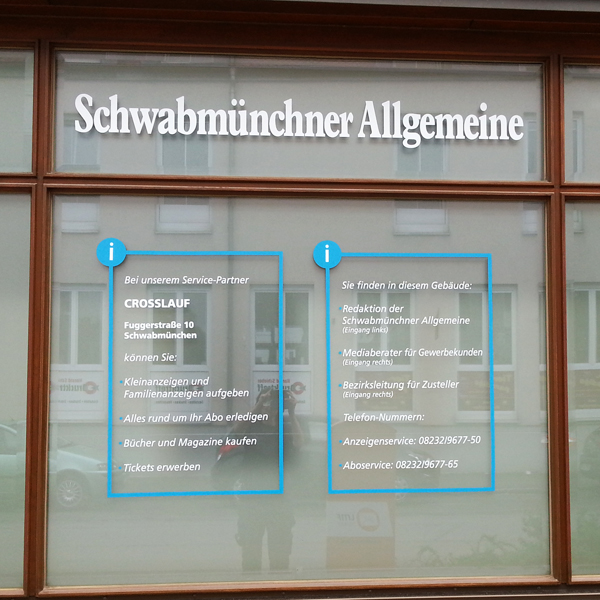 Schwabmünchner Allgemeine
i
Bei unserem Service-Partner
CROSSLAUF
Fuggerstraße 10
Schwabmünchen
können Sie:
Kleinanzeigen und
Familienanzeigen aufgeben
Alles rund um Ihr Abo erledigen
Bücher und Magazine kaufen
Tickets erwerben
i
Sie finden in diesem Gebäude:
Redaktion der
Schwabmünchner Allgemeine
(Eingang links)
Mediaberater für Gewerbekunden
(Eingang rechts)
Bezirksleitung für Zusteller
(Eingang rechts)
Telefon-Nummern:
Anzeigenservice: 08232/9677-50
Aboservice: 08232/9677-65